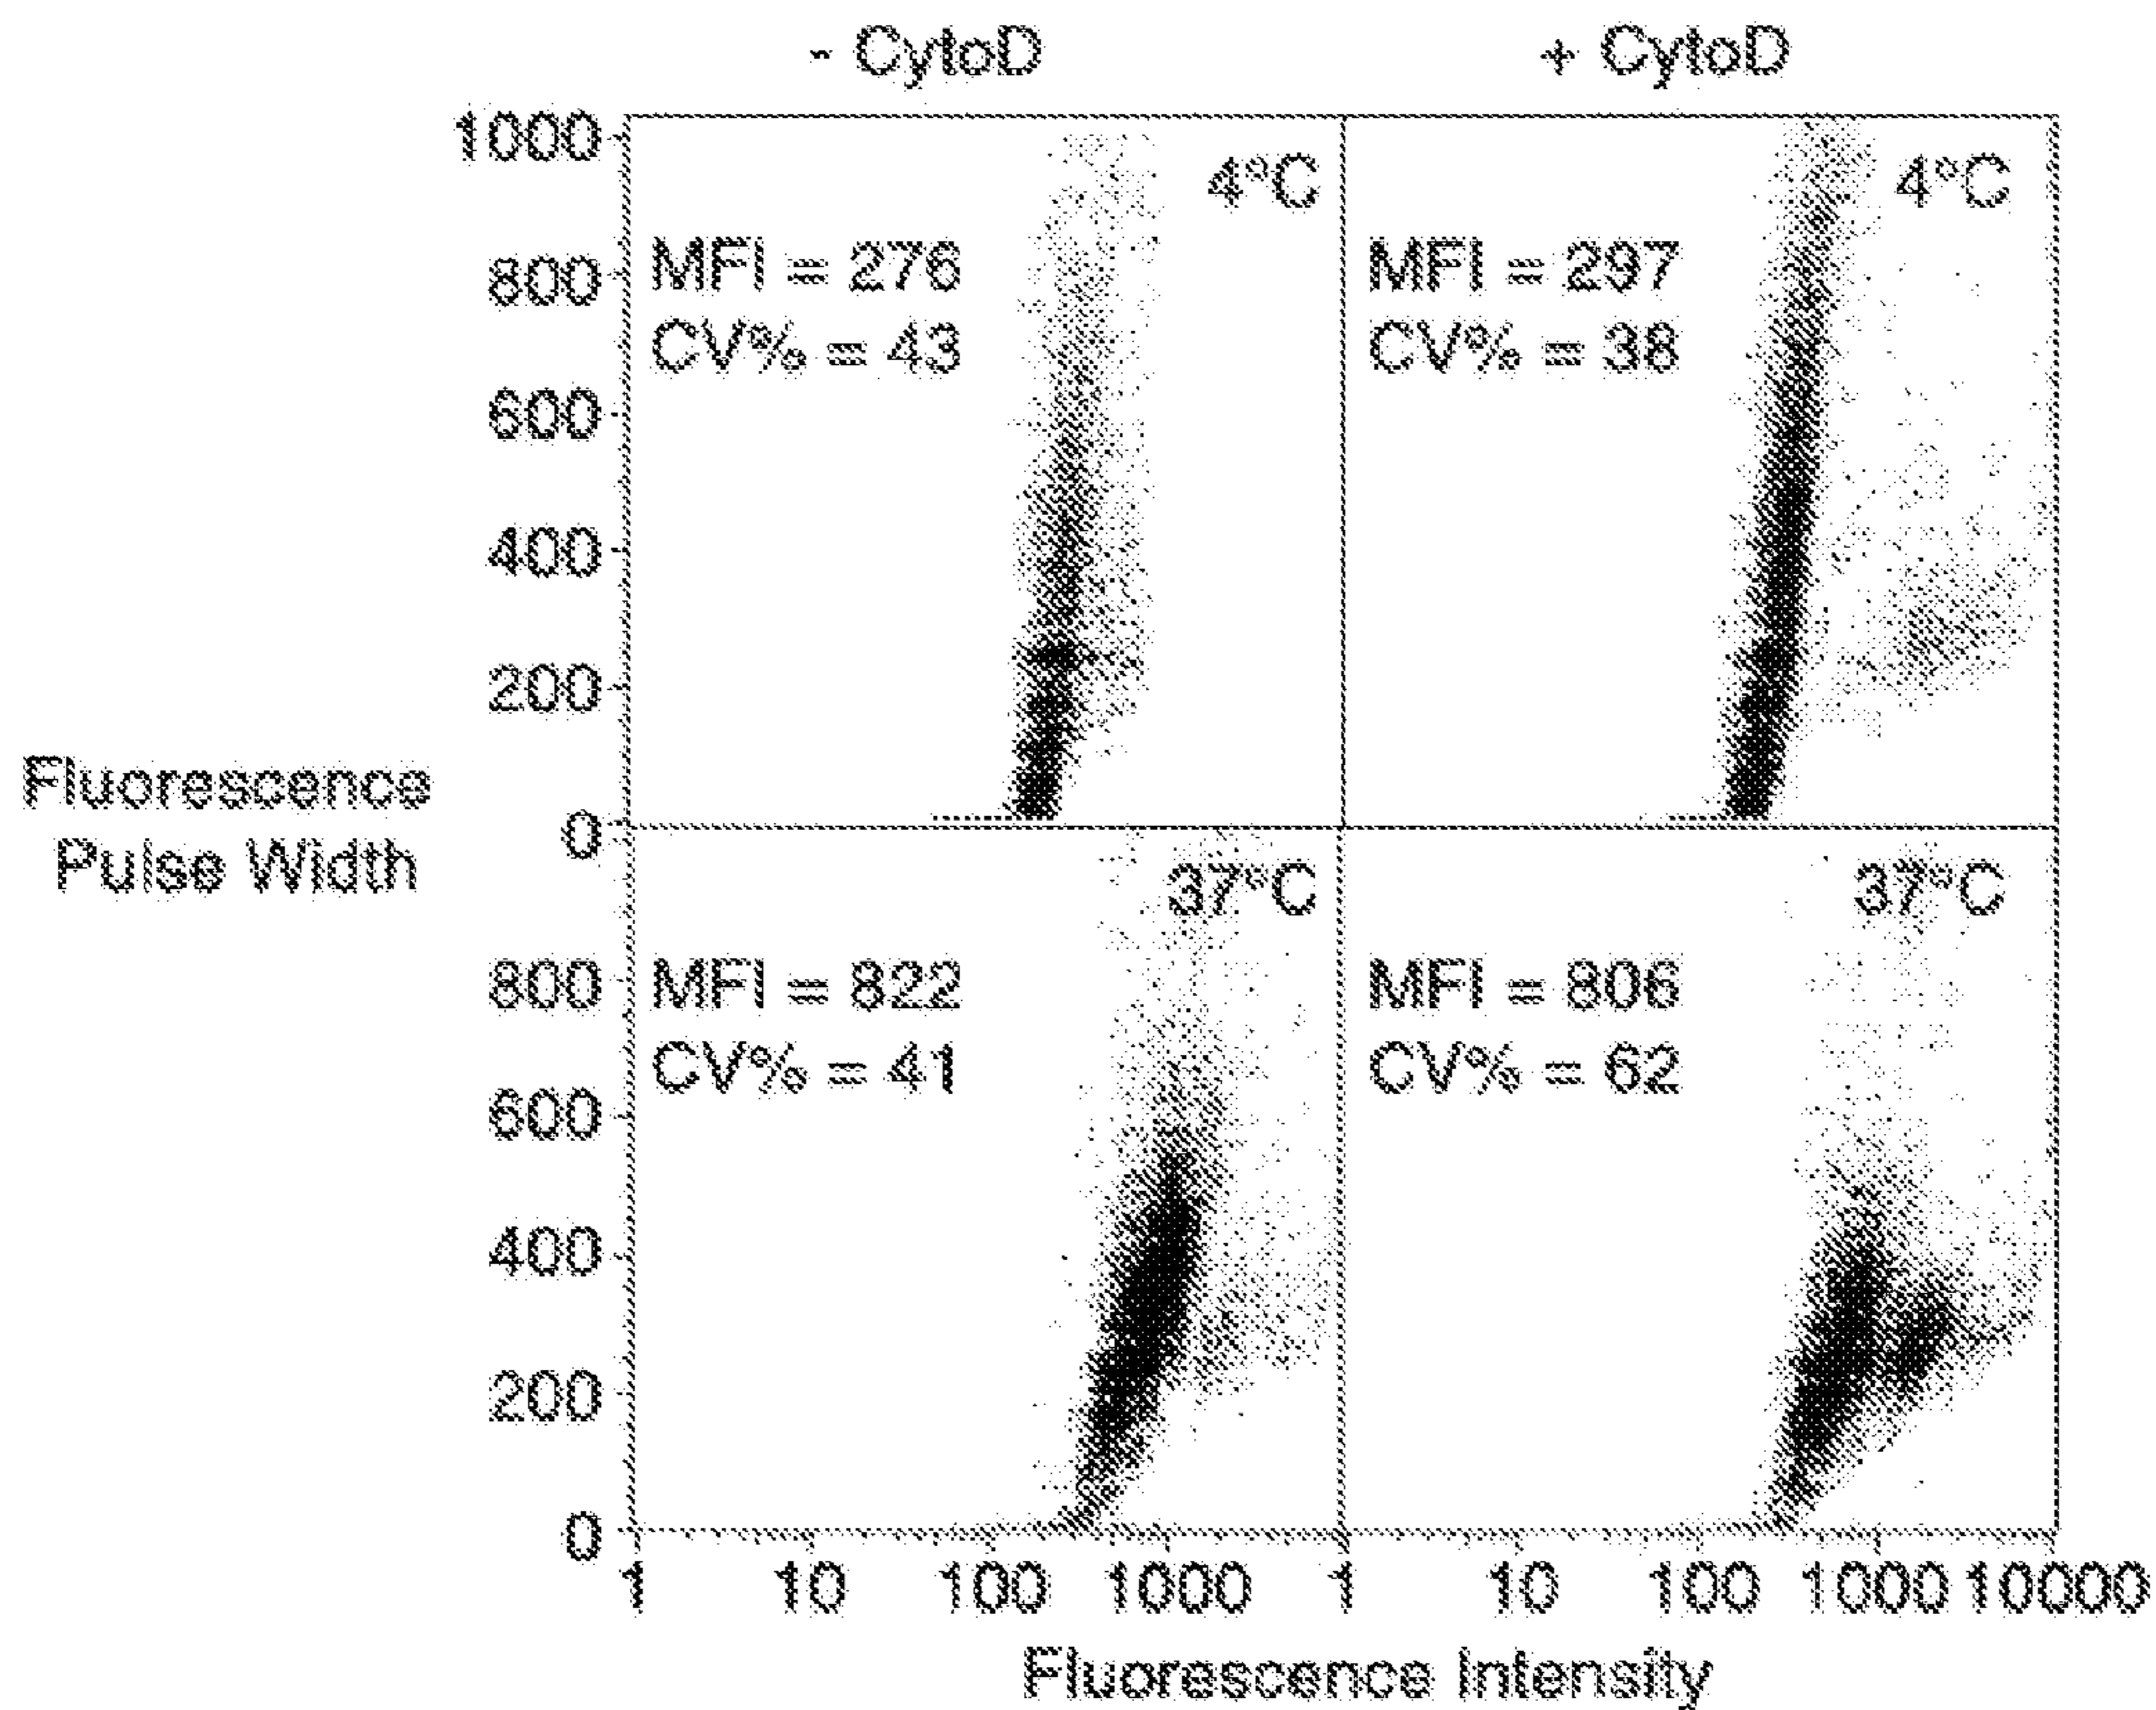 - CytoD
+ CytoD
1000
4°C
4°C
MFI = 276
CV% = 43
MFI = 297
CV% = 38
800
600
400
200
0
Fluorescence
Pulse Width
37°C
37°C
MFI = 822
CV% = 41
MFI = 806
CV% = 62
800
600
400
200
0
1 10 100 1000 1 10 100 1000 10000
Fluorescence Intensity